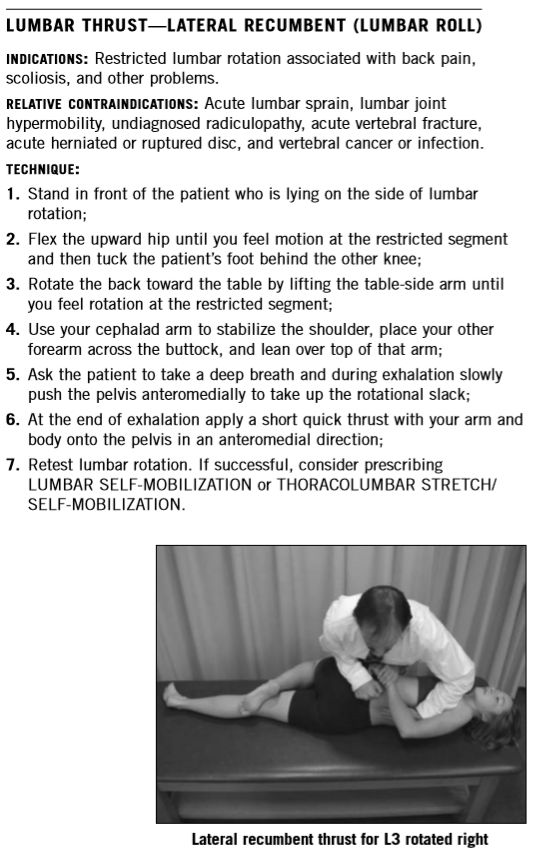 LUMBAR THRUST—LATERAL RECUMBENT (LUMBAR ROLL)
INDICATIONS: Restricted lumbar rotation associated with back pain,
scoliosis, and other problems.
RELATIVE CONTRAINDICATIONS: Acute lumbar sprain, lumbar joint
hypermobility, undiagnosed radiculopathy, acute vertebral fracture,
acute herniated or ruptured disc, and vertebral cancer or infection.
TECHNIQUE:
1. Stand in front of the patient who is lying on the side of lumbar
rotation;
2. Flex the upward hip until you feel motion at the restricted segment
and then tuck the patient's foot behind the other knee;
3. Rotate the back toward the table by lifting the table-side arm until
you feel rotation at the restricted segment;
4. Use your cephalad arm to stabilize the shoulder, place your other
forearm across the buttock, and lean over top of that arm;
5. Ask the patient to take a deep breath and during exhalation slowly
push the pelvis anteromedially to take up the rotational slack;
6. At the end of exhalation apply a short quick thrust with your arm and
body onto the pelvis in an anteromedial direction;
7. Retest lumbar rotation. If successful, consider prescribing
LUMBAR SELF-MOBILIZATION or THORACOLUMBAR STRETCH/
SELF-MOBILIZATION.
Lateral recumbent thrust for L3 rotated right